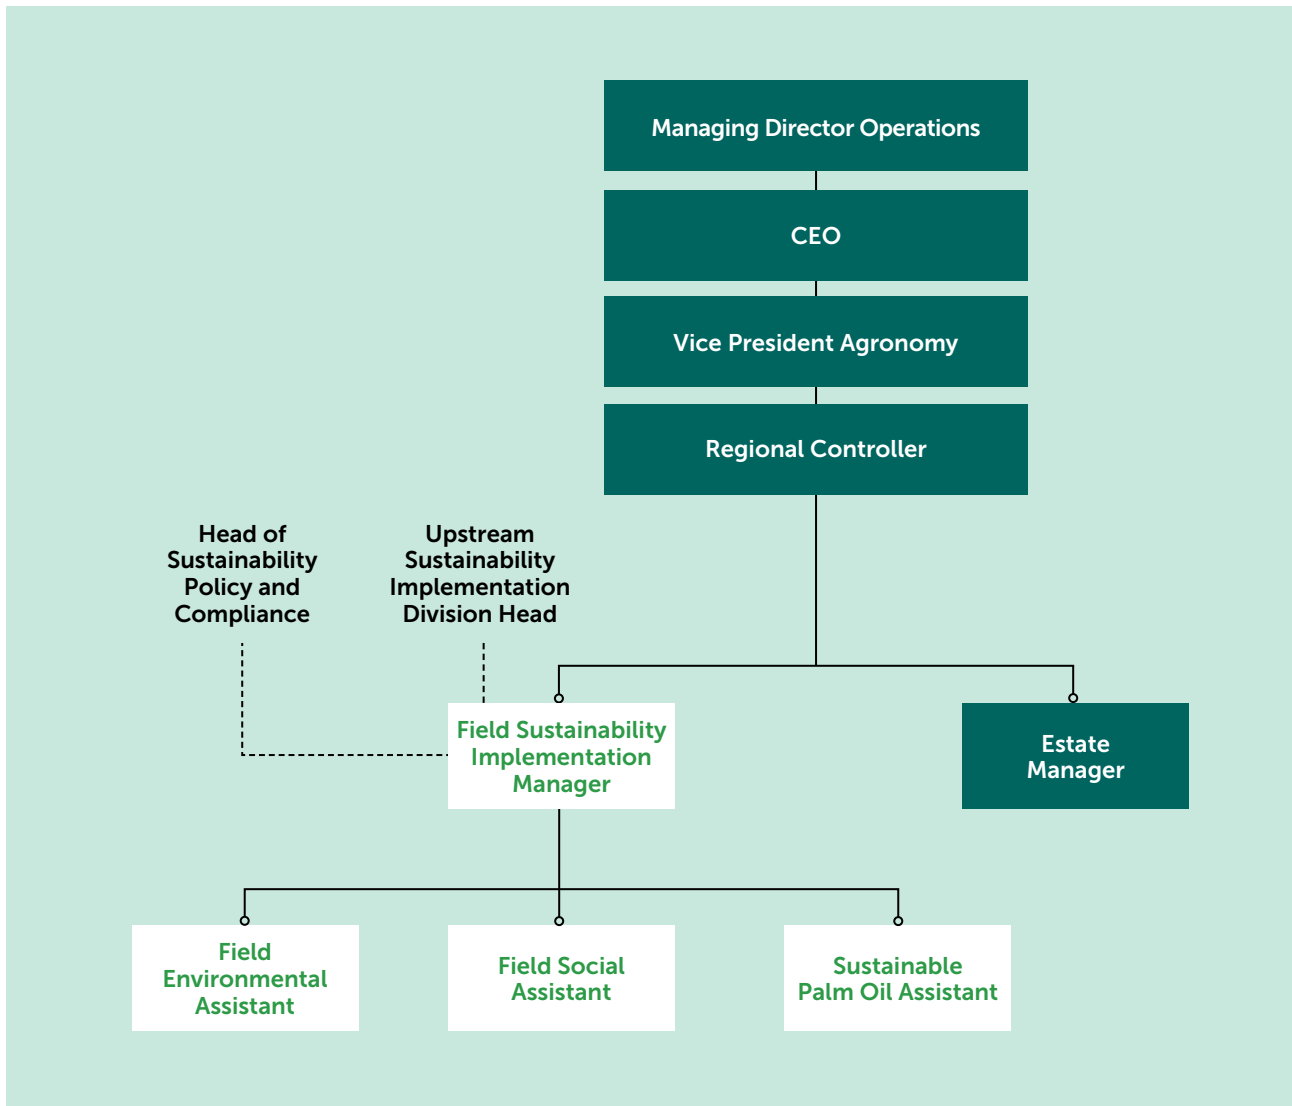 Managing Director Operations
CEO
Vice President Agronomy
Regional Controller
Head of
Sustainability
Policy and
Compliance
Upstream
Sustainability
Implementation
Division Head
Field Sustainability
Implementation
Manager
Estate
Manager
Field
Environmental
Assistant
Field Social
Assistant
Sustainable
Palm Oil Assistant